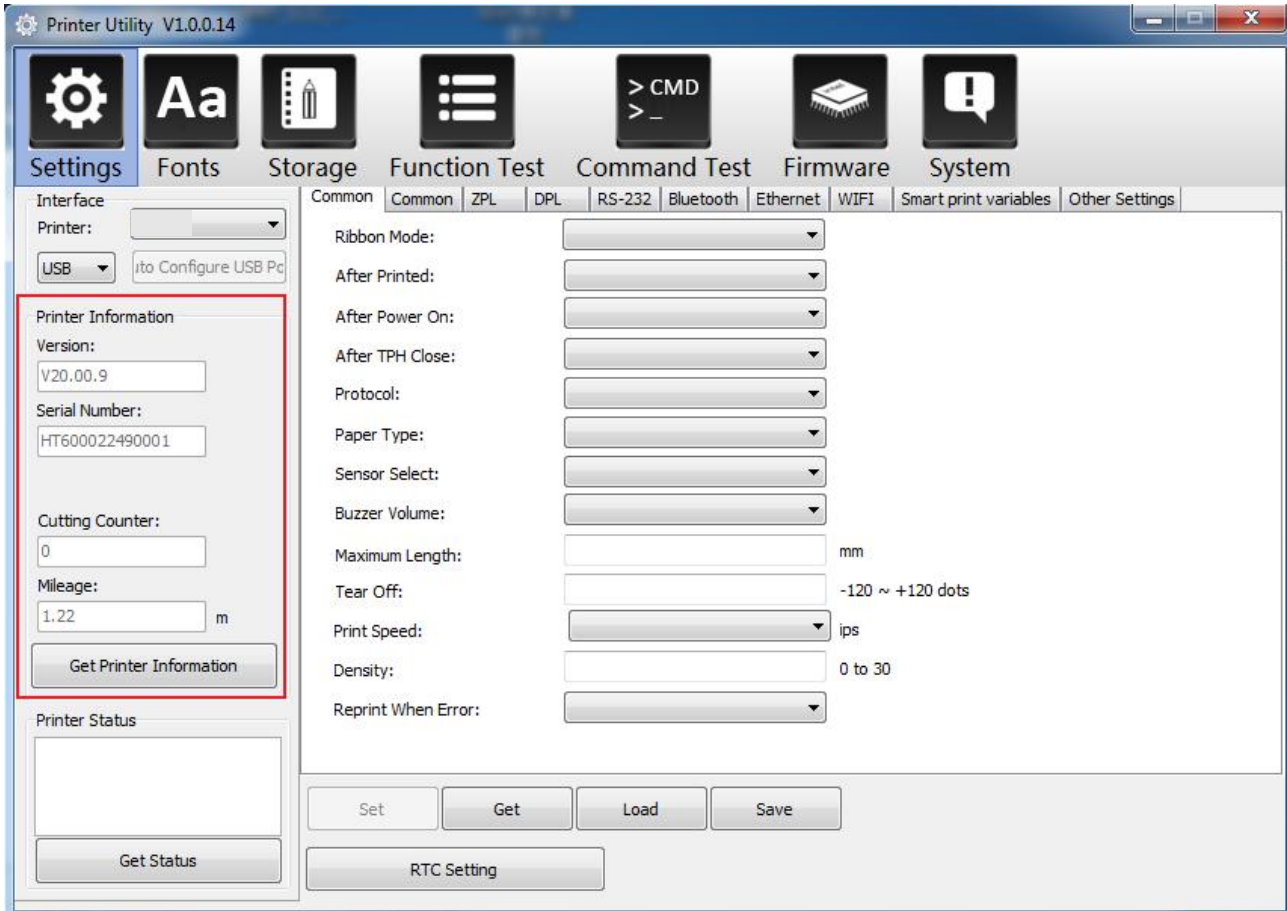 Printer Utility V1.0.0.14
Aa
> CMD
>_
Settings Fonts Storage Function Test Command Test Firmware System
Interface
Printer:
USB
uto Configure USB Po
Printer Information
Version:
V20.00.9
Serial Number:
HT600022490001
Cutting Counter:
0
Mileage:
1.22 m
Get Printer Information
Printer Status
Get Status
Common Common ZPL DPL RS-232 Bluetooth Ethernet WIFI Smart print variables Other Settings
Ribbon Mode:
After Printed:
After Power On:
After TPH Close:
Protocol:
Paper Type:
Sensor Select:
Buzzer Volume:
Maximum Length: mm
Tear Off: -120 ~ +120 dots
Print Speed: ips
Density: 0 to 30
Reprint When Error:
Set Get Load Save
RTC Setting